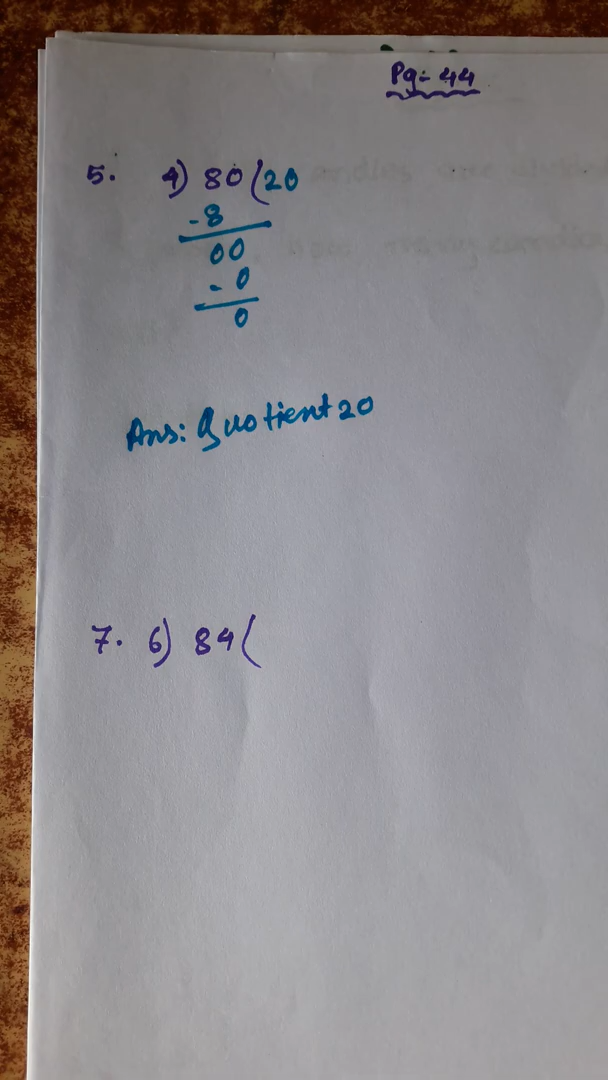 Pg:- 44
5. 4) 80 (20
- 8
00
- 0
0
Ans: Quotient 20
7. 6) 84 (